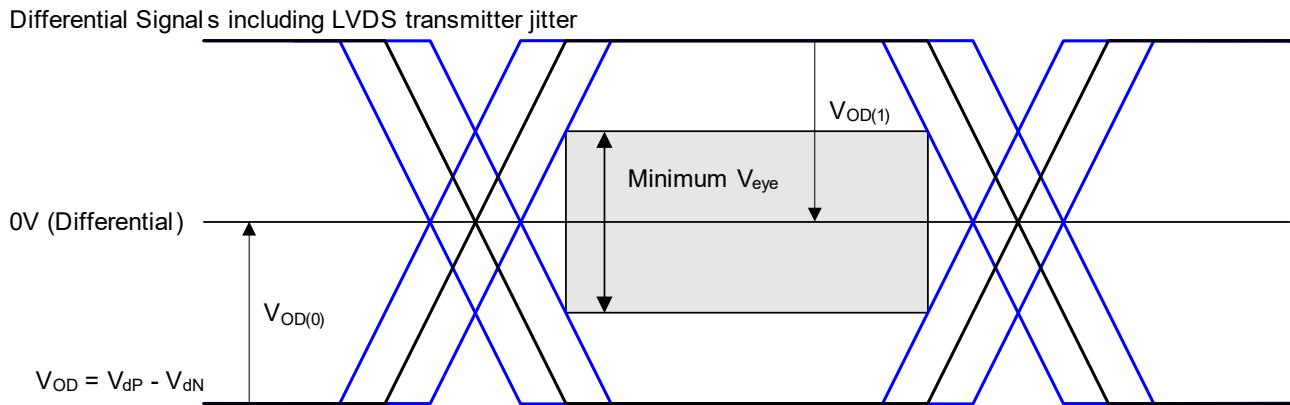 Differential Signals including LVDS transmitter jitter
VOD(1)
Minimum Veye
0V (Differential)
VOD(0)
VOD = VdP - VdN